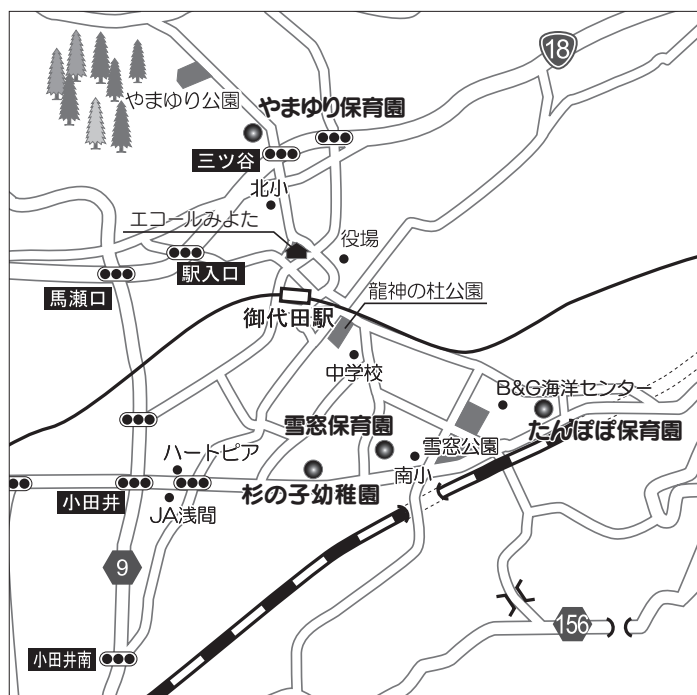 18
やまゆり公園
やまゆり保育園
三ツ谷
北小
エコールみよた
役場
駅入口
馬瀬口
龍神の杜公園
御代田駅
中学校
B&G海洋センター
たんぽぽ保育園
雪窓保育園
雪窓公園
ハートピア
南小
杉の子幼稚園
小田井
JA浅間
9
156
小田井南